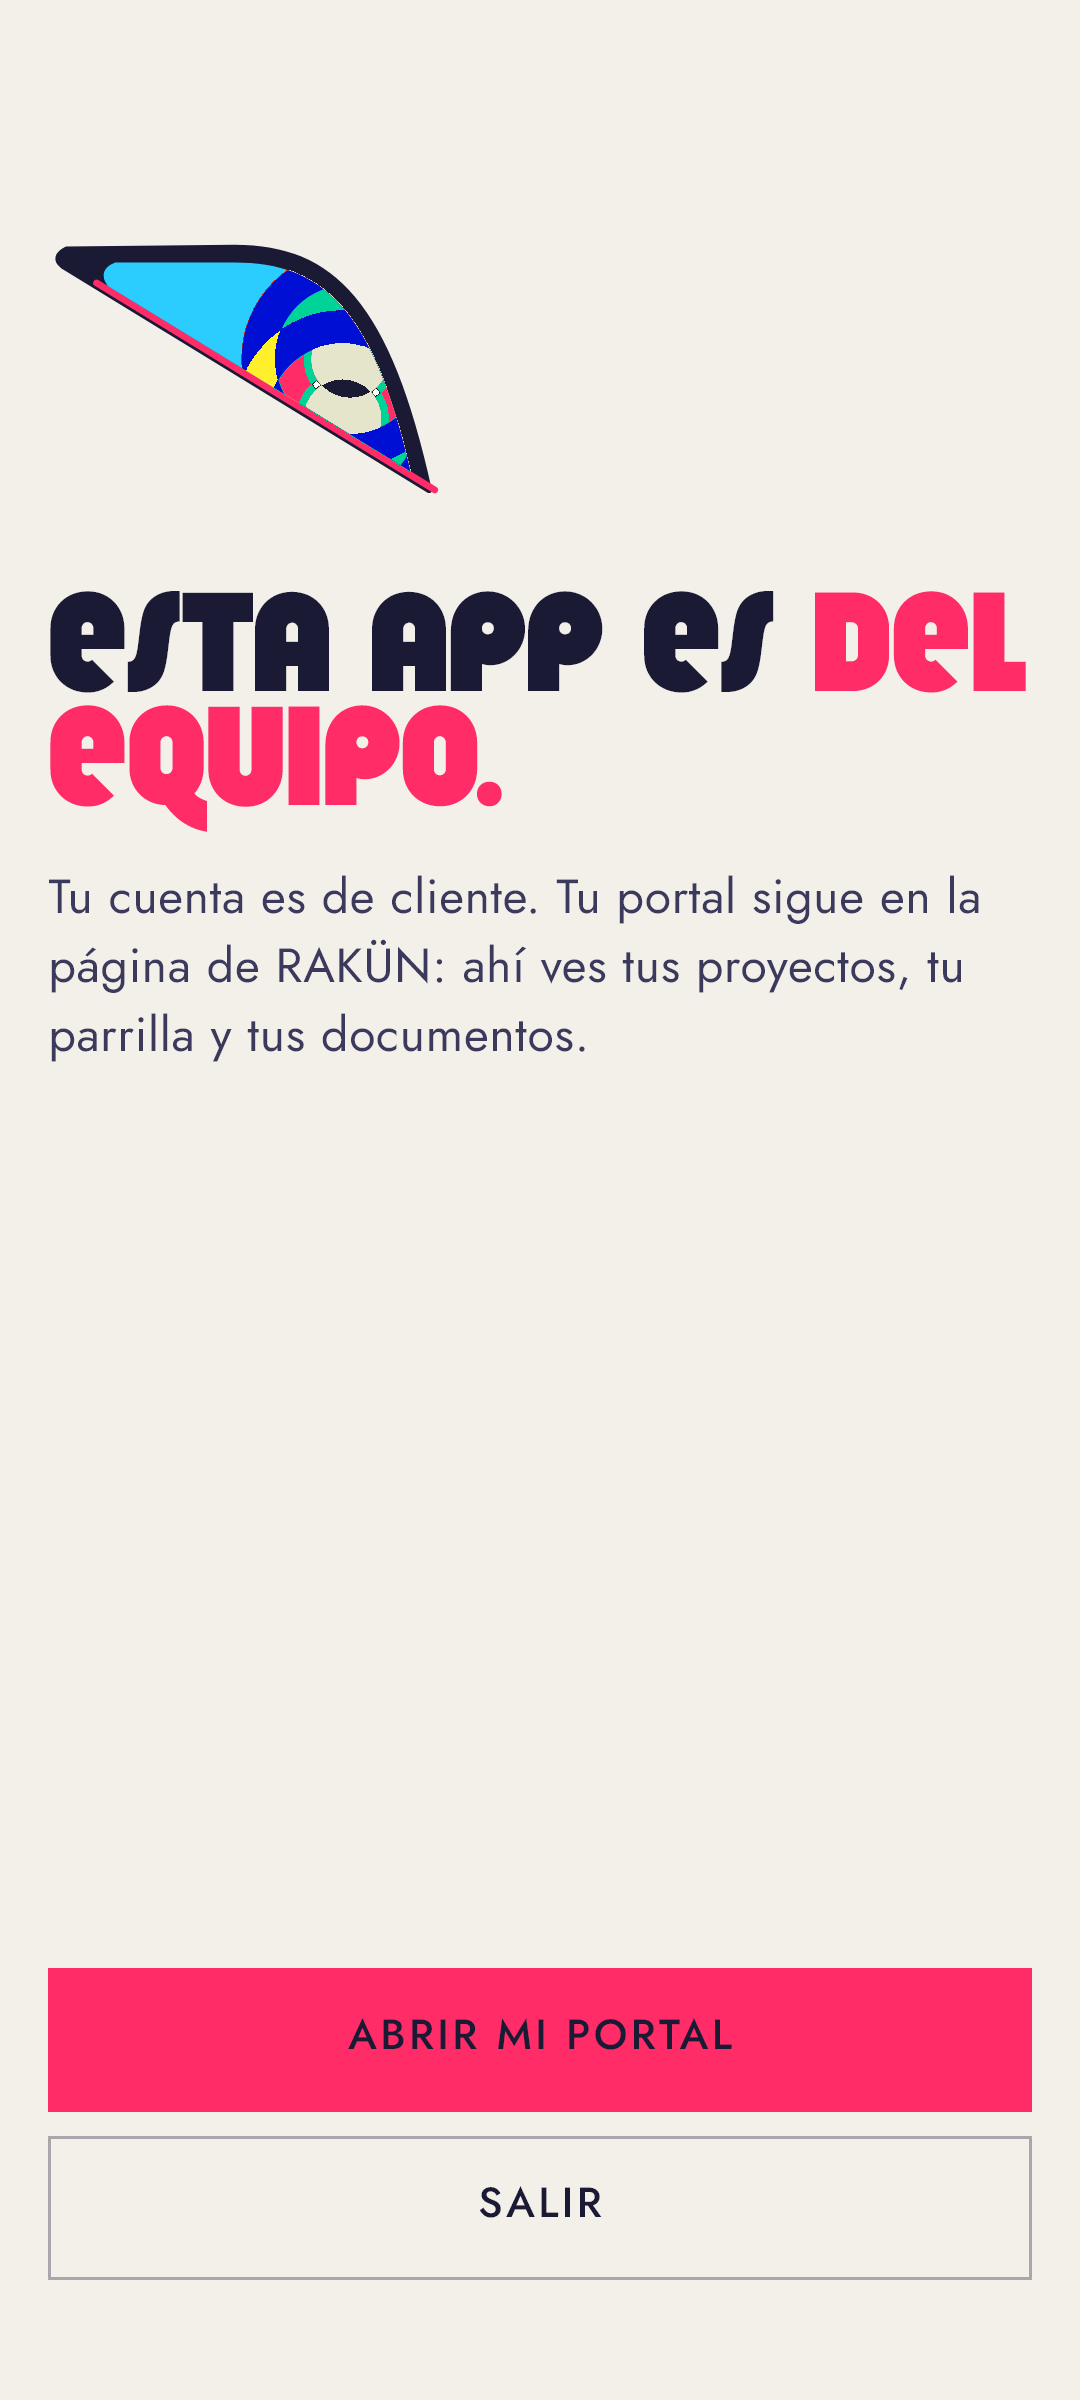 ESTA APP ES DEL
EQUIPO.
Tu cuenta es de cliente. Tu portal sigue en la
página de RAKÜN: ahí ves tus proyectos, tu
parrilla y tus documentos.
ABRIR MI PORTAL
SALIR